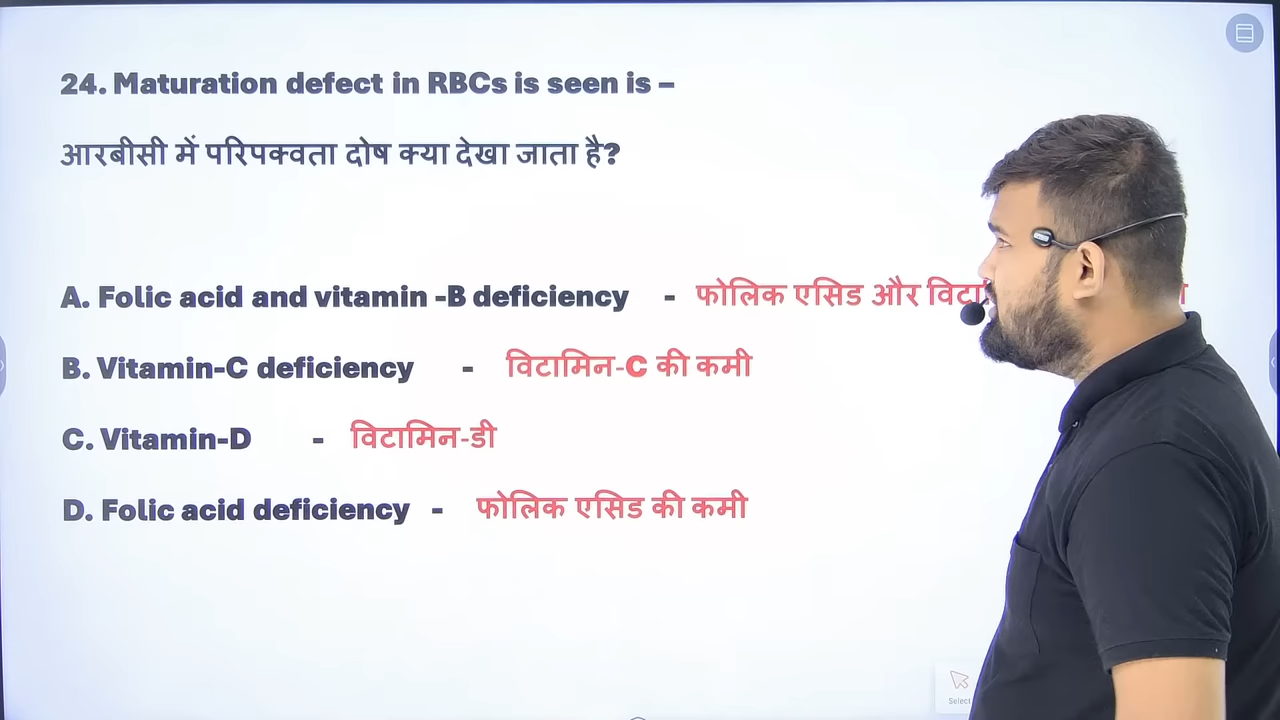 24. Maturation defect in RBCs is seen is –
आरबीसी में परिपक्वता दोष क्या देखा जाता है?
A. Folic acid and vitamin -B deficiency - फोलिक एसिड और
B. Vitamin-C deficiency - विटामिन-C की कमी
C. Vitamin-D - विटामिन-डी
D. Folic acid deficiency - फोलिक एसिड की कमी
Select